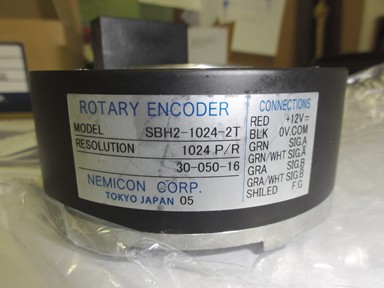 ROTARY ENCODER
MODEL SBH2-1024-2T
RESOLUTION 1024 P/R
30-050-16
NEMICON CORP.
TOKYO JAPAN 05
CONNECTIONS
RED +12V⎓
BLK 0V.COM
GRN SIG.A
GRN/WHT SIG.A̅
GRA SIG.B
GRA/WHT SIG.B̅
SHILED F.G